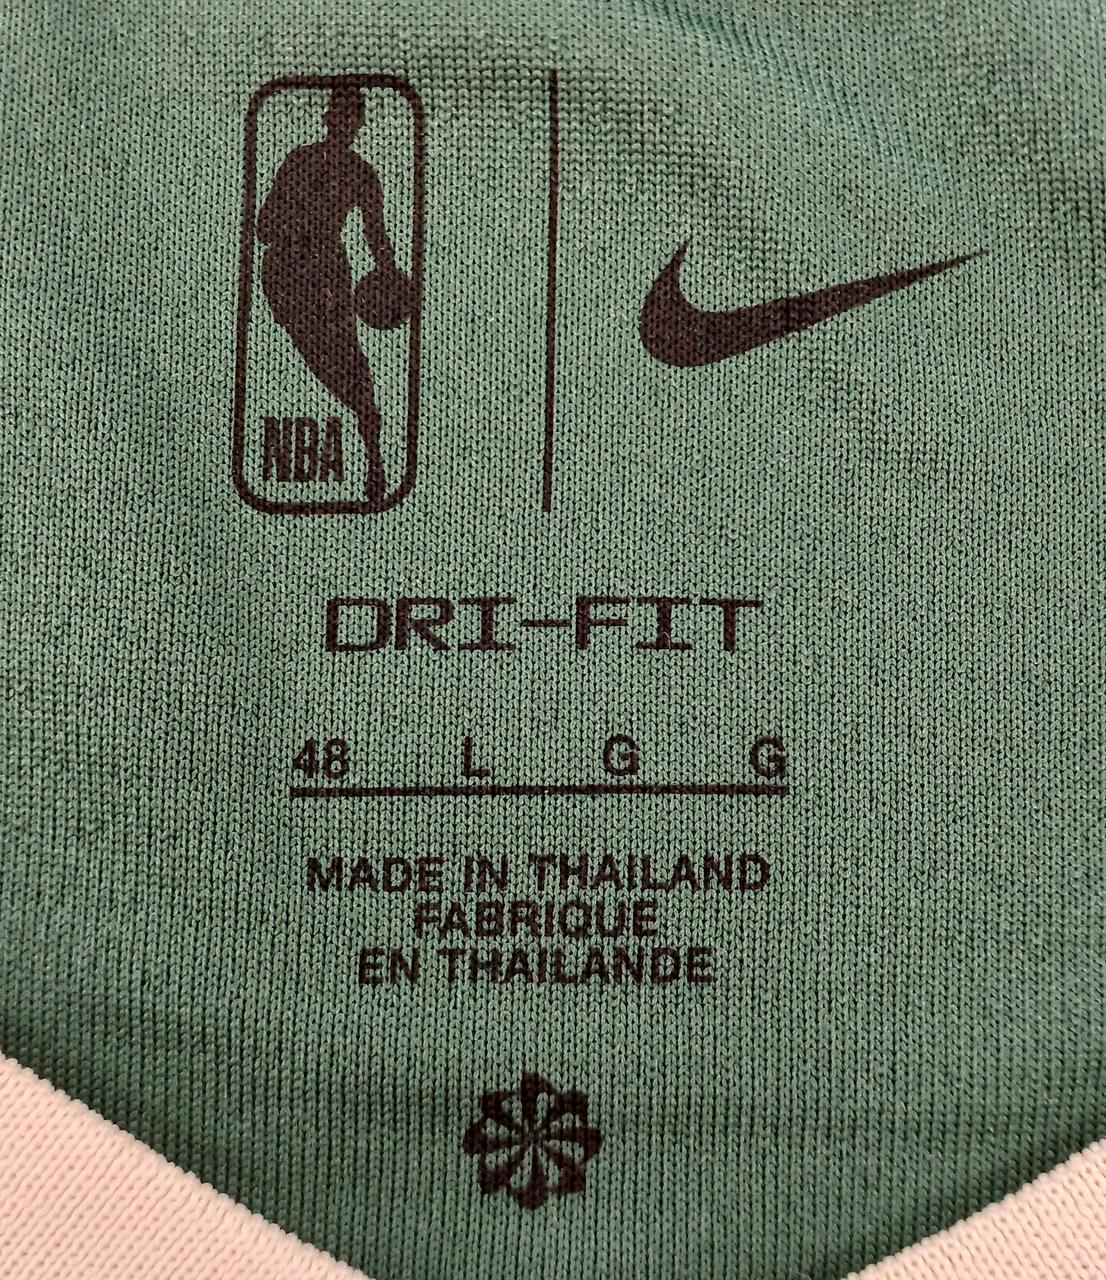 NBA
DRI-FIT
48 L G G
MADE IN THAILAND
FABRIQUE
EN THAILANDE